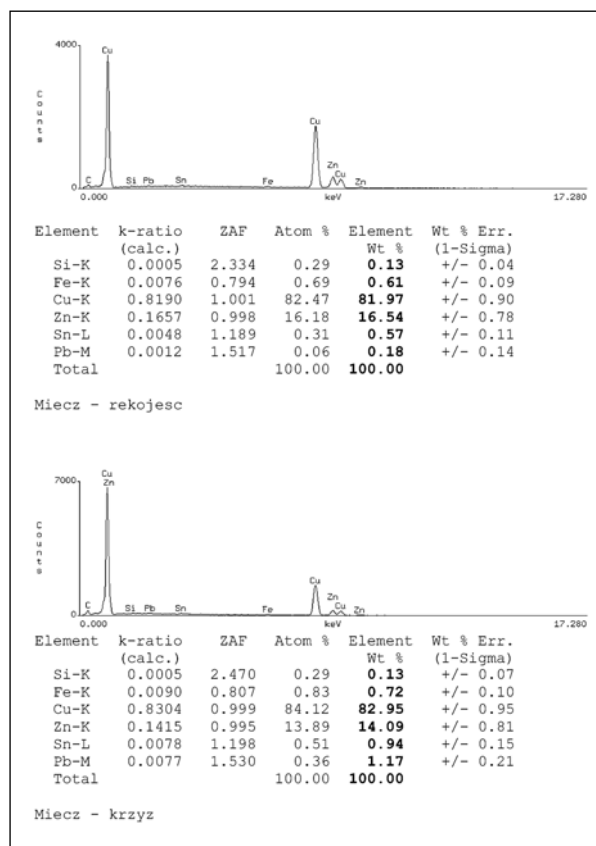 4000
Cu
Counts
Cu
Zn
Cu
C
Si Pb Sn Fe Zn
0
0.000 keV 17.280
Element k-ratio ZAF Atom % Element Wt % Err.
(calc.) Wt % (1-Sigma)
Si-K 0.0005 2.334 0.29 0.13 +/- 0.04
Fe-K 0.0076 0.794 0.69 0.61 +/- 0.09
Cu-K 0.8190 1.001 82.47 81.97 +/- 0.90
Zn-K 0.1657 0.998 16.18 16.54 +/- 0.78
Sn-L 0.0048 1.189 0.31 0.57 +/- 0.11
Pb-M 0.0012 1.517 0.06 0.18 +/- 0.14
Total 100.00 100.00
Miecz - rekojesc
Cu
7000 Zn
Counts
Cu
Zn
Cu
C Si Pb Sn Fe Zn
0
0.000 keV 17.280
Element k-ratio ZAF Atom % Element Wt % Err.
(calc.) Wt % (1-Sigma)
Si-K 0.0005 2.470 0.29 0.13 +/- 0.07
Fe-K 0.0090 0.807 0.83 0.72 +/- 0.10
Cu-K 0.8304 0.999 84.12 82.95 +/- 0.95
Zn-K 0.1415 0.995 13.89 14.09 +/- 0.81
Sn-L 0.0078 1.198 0.51 0.94 +/- 0.15
Pb-M 0.0077 1.530 0.36 1.17 +/- 0.21
Total 100.00 100.00
Miecz - krzyz